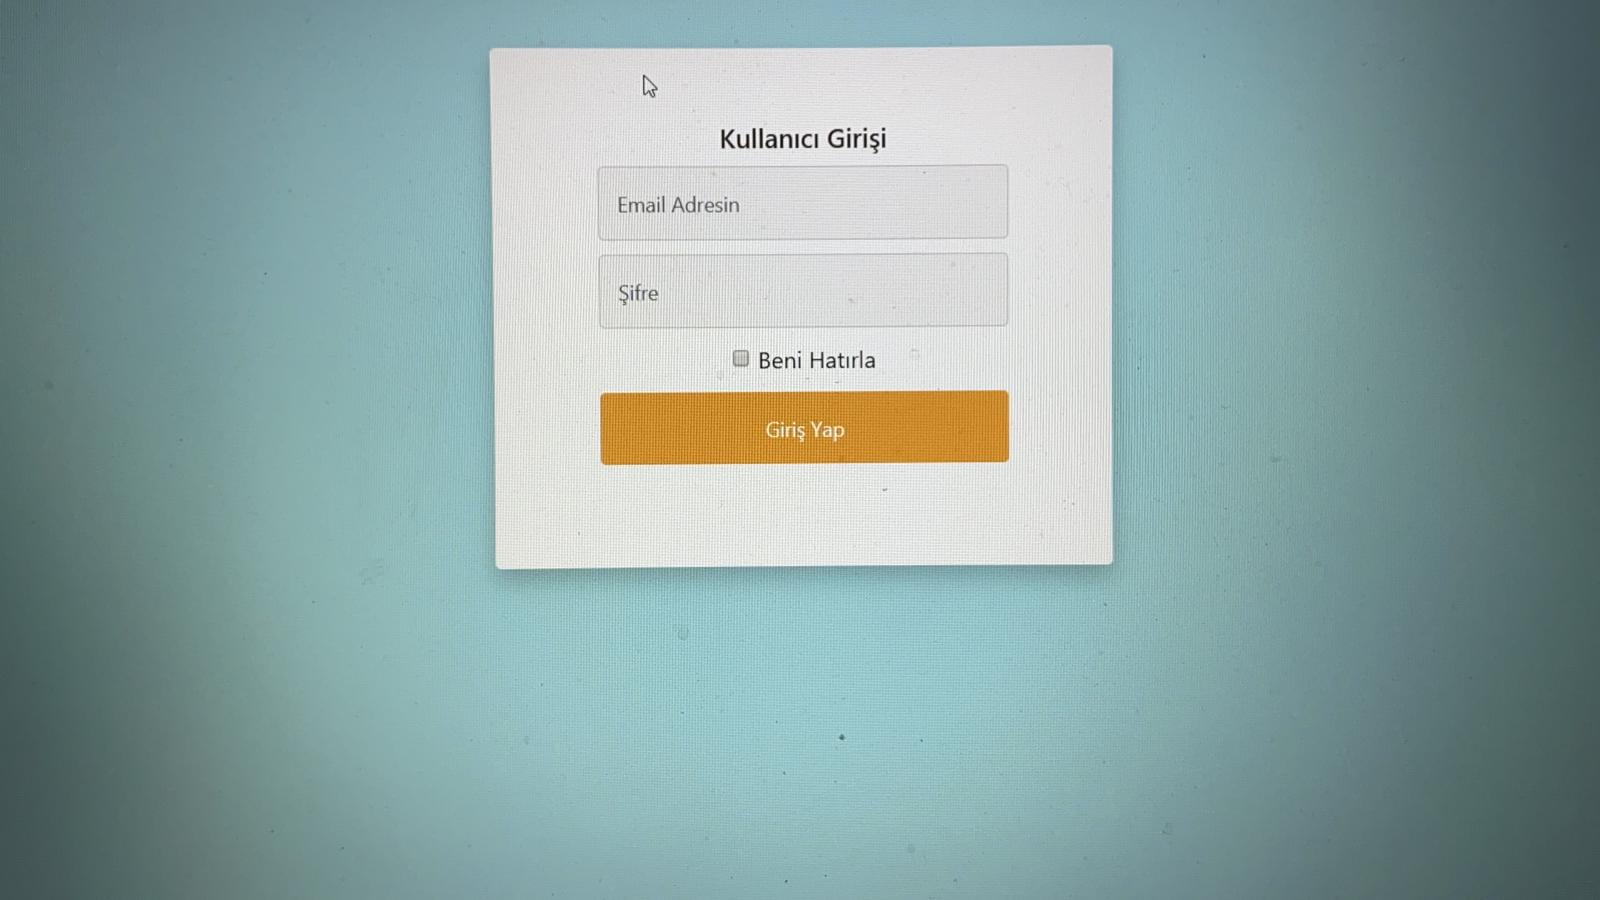 Kullanıcı Girişi
Email Adresin
Şifre
Beni Hatırla
Giriş Yap